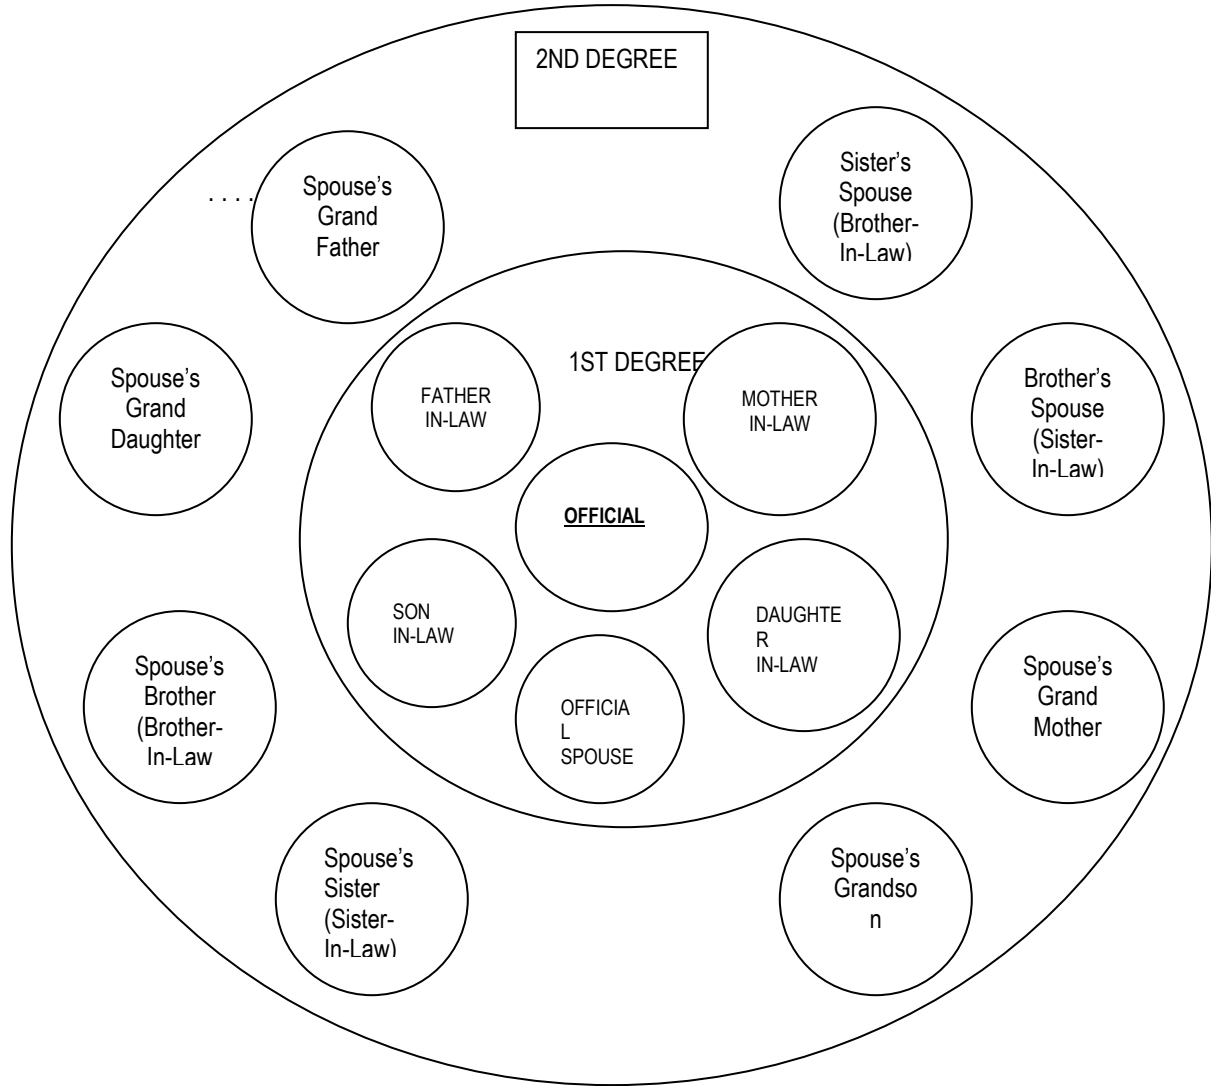 2ND DEGREE
Sister's
Spouse
(Brother-
In-Law)
. . . .
Spouse's
Grand
Father
1ST DEGREE
Spouse's
Grand
Daughter
FATHER
IN-LAW
MOTHER
IN-LAW
Brother's
Spouse
(Sister-
In-Law)
OFFICIAL
SON
IN-LAW
DAUGHTE
R
IN-LAW
Spouse's
Brother
(Brother-
In-Law
OFFICIA
L
SPOUSE
Spouse's
Grand
Mother
Spouse's
Sister
(Sister-
In-Law)
Spouse's
Grandso
n